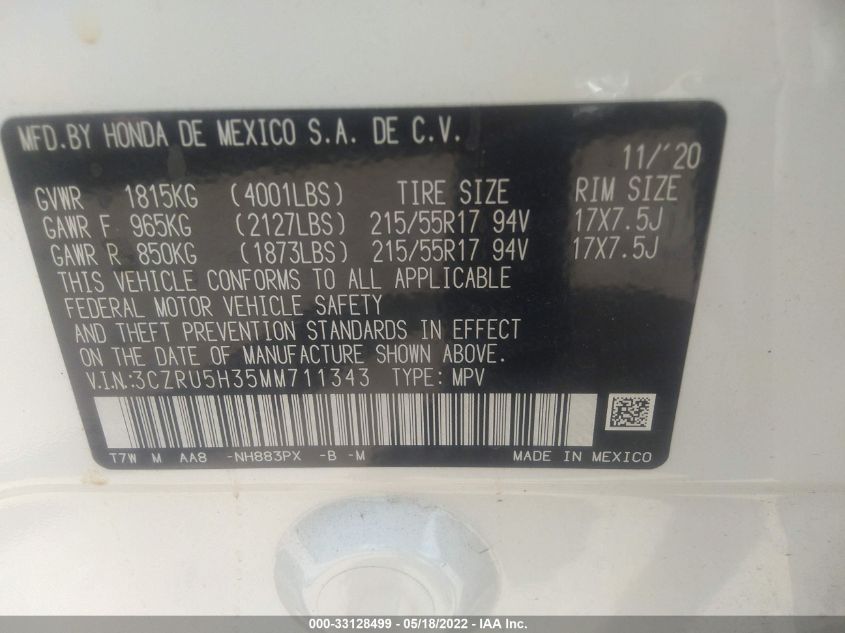 MFD.BY HONDA DE MEXICO S.A. DE C.V.
11/'20
GVWR 1815KG (4001LBS) TIRE SIZE RIM SIZE
GAWR F 965KG (2127LBS) 215/55R17 94V 17X7.5J
GAWR R 850KG (1873LBS) 215/55R17 94V 17X7.5J
THIS VEHICLE CONFORMS TO ALL APPLICABLE
FEDERAL MOTOR VEHICLE SAFETY
AND THEFT PREVENTION STANDARDS IN EFFECT
ON THE DATE OF MANUFACTURE SHOWN ABOVE.
V.I.N:3CZRU5H35MM711343 TYPE: MPV
T7W M AA8 -NH883PX -B -M MADE IN MEXICO
000-33128499 - 05/18/2022 - IAA Inc.